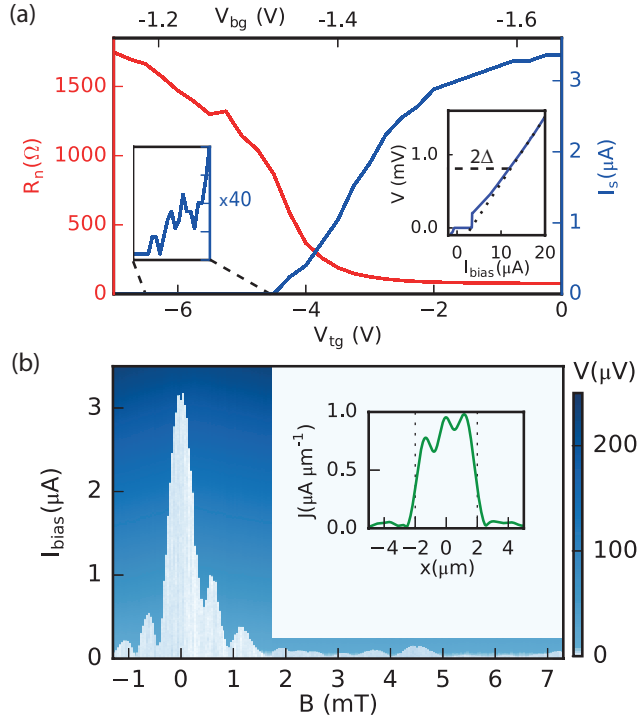 (a)
V_bg (V)
-1.2 -1.4 -1.6
R_n(Ω)
1500
1000
500
0
I_s(μA)
3
2
1
0
x40
V (mV)
1.0
0.0
2Δ
0 10 20
I_bias(μA)
-6 -4 -2 0
V_tg (V)
(b)
V(μV)
200
100
0
I_bias(μA)
3
2
1
0
J(μA μm⁻¹)
1.0
0.5
0.0
-4 -2 0 2 4
x(μm)
-1 0 1 2 3 4 5 6 7
B (mT)